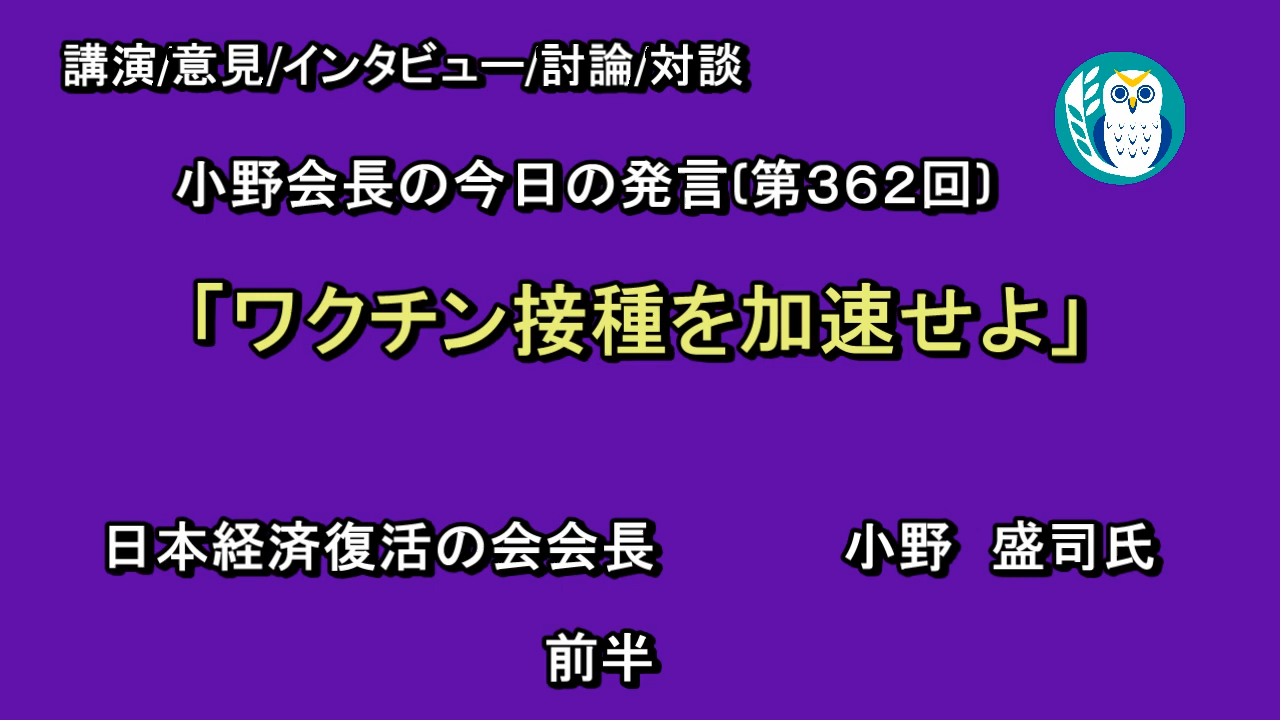 講演/意見/インタビュー/討論/対談
小野会長の今日の発言(第362回)
「ワクチン接種を加速せよ」
日本経済復活の会会長　小野　盛司氏
前半